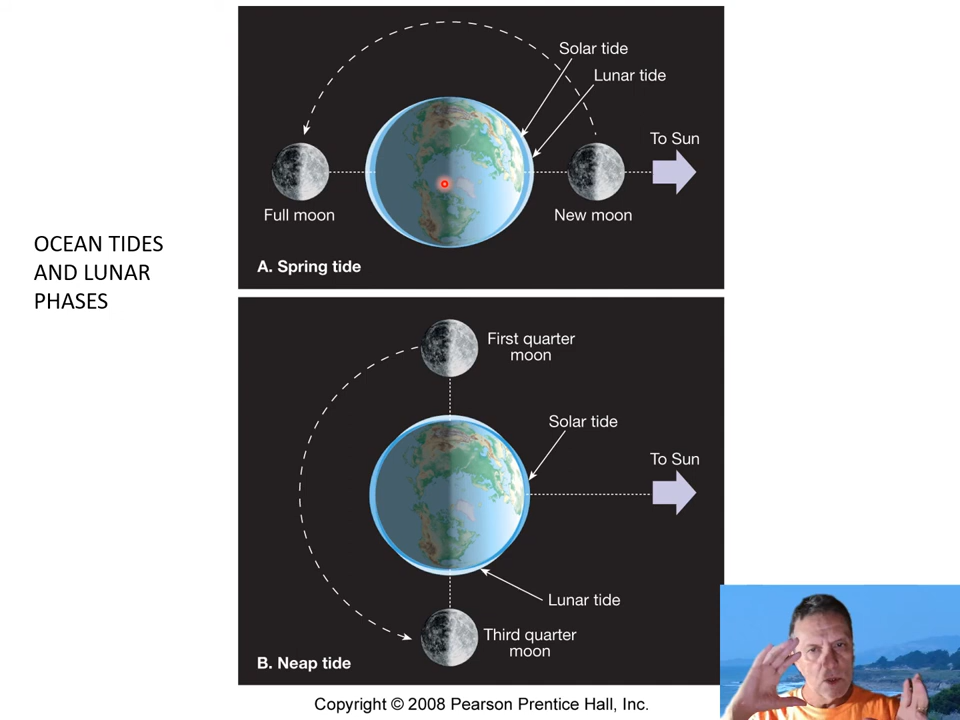 OCEAN TIDES
AND LUNAR
PHASES
Solar tide
Lunar tide
To Sun
Full moon
New moon
A. Spring tide
First quarter
moon
Solar tide
To Sun
Lunar tide
Third quarter
moon
B. Neap tide
Copyright © 2008 Pearson Prentice Hall, Inc.